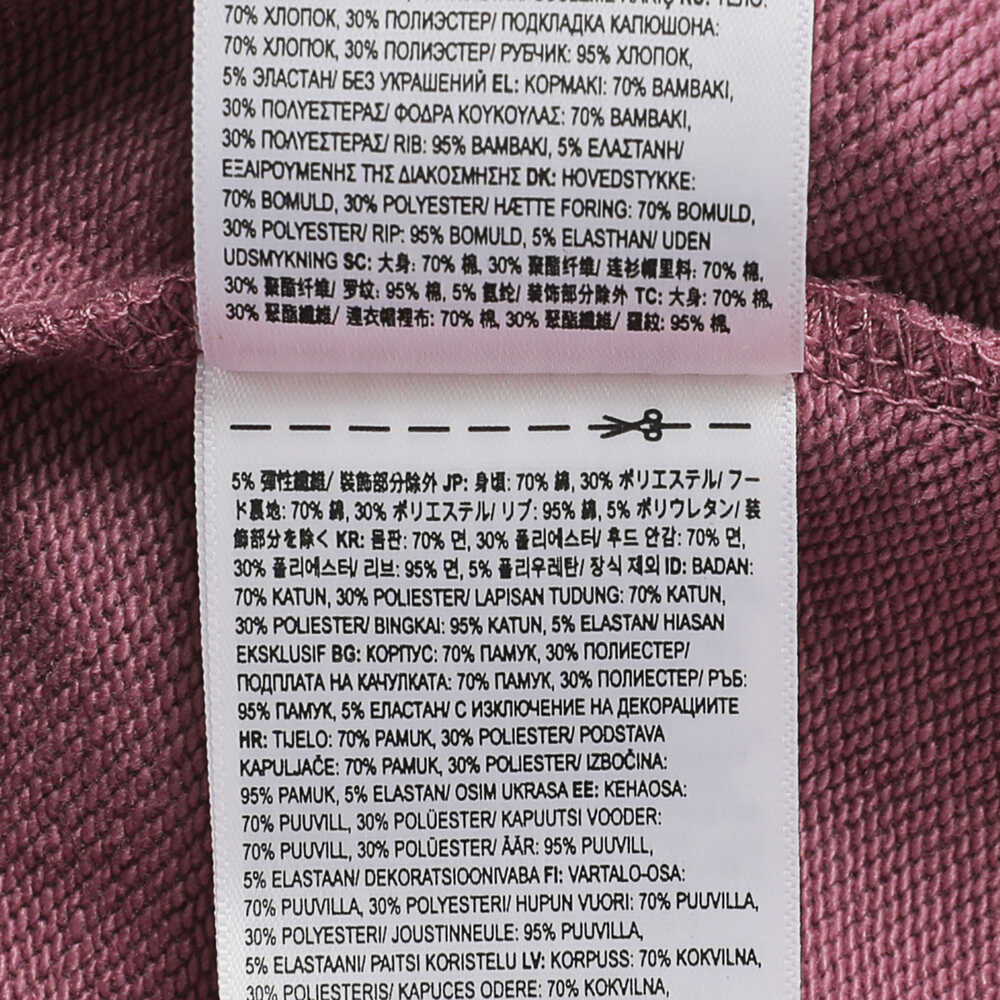 70% ХЛОПОК, 30% ПОЛИЭСТЕР/ ПОДКЛАДКА КАПЮШОНА:
70% ХЛОПОК, 30% ПОЛИЭСТЕР/ РУБЧИК: 95% ХЛОПОК,
5% ЭЛАСТАН/ БЕЗ УКРАШЕНИЙ EL: ΚΟΡΜΑΚΙ: 70% ΒΑΜΒΑΚΙ,
30% ΠΟΛΥΕΣΤΕΡΑΣ/ ΦΟΔΡΑ ΚΟΥΚΟΥΛΑΣ: 70% ΒΑΜΒΑΚΙ,
30% ΠΟΛΥΕΣΤΕΡΑΣ/ RIB: 95% ΒΑΜΒΑΚΙ, 5% ΕΛΑΣΤΑΝΗ/
ΕΞΑΙΡΟΥΜΕΝΗΣ ΤΗΣ ΔΙΑΚΟΣΜΗΣΗΣ DK: HOVEDSTYKKE:
70% BOMULD, 30% POLYESTER/ HÆTTE FORING: 70% BOMULD,
30% POLYESTER/ RIP: 95% BOMULD, 5% ELASTHAN/ UDEN
UDSMYKNING SC: 大身: 70% 棉, 30% 聚酯纤维/ 连衫帽里料: 70% 棉,
30% 聚酯纤维/ 罗纹: 95% 棉, 5% 氨纶/ 装饰部分除外 TC: 大身: 70% 棉,
30% 聚酯纖維/ 連衣帽裡布: 70% 棉, 30% 聚酯纖維/ 羅紋: 95% 棉,
5% 彈性纖維/ 裝飾部分除外 JP: 身頃: 70% 綿, 30% ポリエステル/ フー
ド裏地: 70% 綿, 30% ポリエステル/ リブ: 95% 綿, 5% ポリウレタン/ 装
飾部分を除く KR: 몸판: 70% 면, 30% 폴리에스터/ 후드 안감: 70% 면,
30% 폴리에스터/ 리브: 95% 면, 5% 폴리우레탄/ 장식 제외 ID: BADAN:
70% KATUN, 30% POLIESTER/ LAPISAN TUDUNG: 70% KATUN,
30% POLIESTER/ BINGKAI: 95% KATUN, 5% ELASTAN/ HIASAN
EKSKLUSIF BG: КОРПУС: 70% ПАМУК, 30% ПОЛИЕСТЕР/
ПОДПЛАТА НА КАЧУЛКАТА: 70% ПАМУК, 30% ПОЛИЕСТЕР/ РЪБ:
95% ПАМУК, 5% ЕЛАСТАН/ С ИЗКЛЮЧЕНИЕ НА ДЕКОРАЦИИТЕ
HR: TIJELO: 70% PAMUK, 30% POLIESTER/ PODSTAVA
KAPULJAČE: 70% PAMUK, 30% POLIESTER/ IZBOČINA:
95% PAMUK, 5% ELASTAN/ OSIM UKRASA EE: KEHAOSA:
70% PUUVILL, 30% POLÜESTER/ KAPUUTSI VOODER:
70% PUUVILL, 30% POLÜESTER/ ÄÄR: 95% PUUVILL,
5% ELASTAAN/ DEKORATSIOONIVABA FI: VARTALO-OSA:
70% PUUVILLA, 30% POLYESTERI/ HUPUN VUORI: 70% PUUVILLA,
30% POLYESTERI/ JOUSTINNEULE: 95% PUUVILLA,
5% ELASTAANI/ PAITSI KORISTELU LV: KORPUSS: 70% KOKVILNA,
30% POLIESTERIS/ KAPUCES ODERE: 70% KOKVILNA,